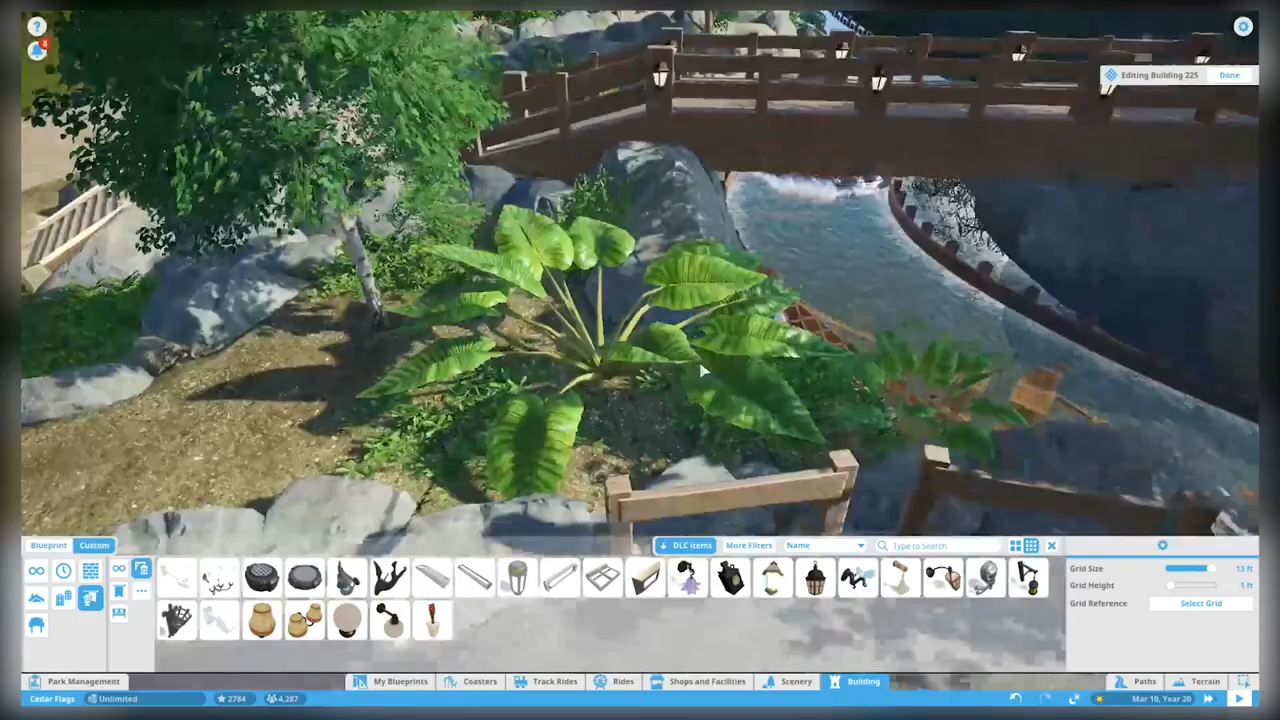 ?
8
Editing Building 225 Done
Blueprint Custom
DLC items More Filters Name Type to Search
Grid Size 13 ft
Grid Height 1 ft
Grid Reference Select Grid
Park Management My Blueprints Coasters Track Rides Rides Shops and Facilities Scenery Building Paths Terrain
Cedar Flags Unlimited 2784 4,287 Mar 10, Year 20